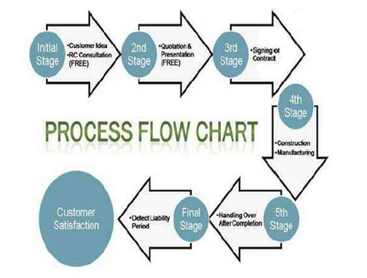 Initial
Stage
•Customer Idea
•RC Consultation
(FREE)
2nd
Stage
•Quotation &
Presentation
(FREE)
3rd
Stage
•Signing of
Contract
4th
Stage
•Construction
•Manufacturing
PROCESS FLOW CHART
5th
Stage
•Handing Over
After Completion
Final
Stage
•Defect Liability
Period
Customer
Satisfaction